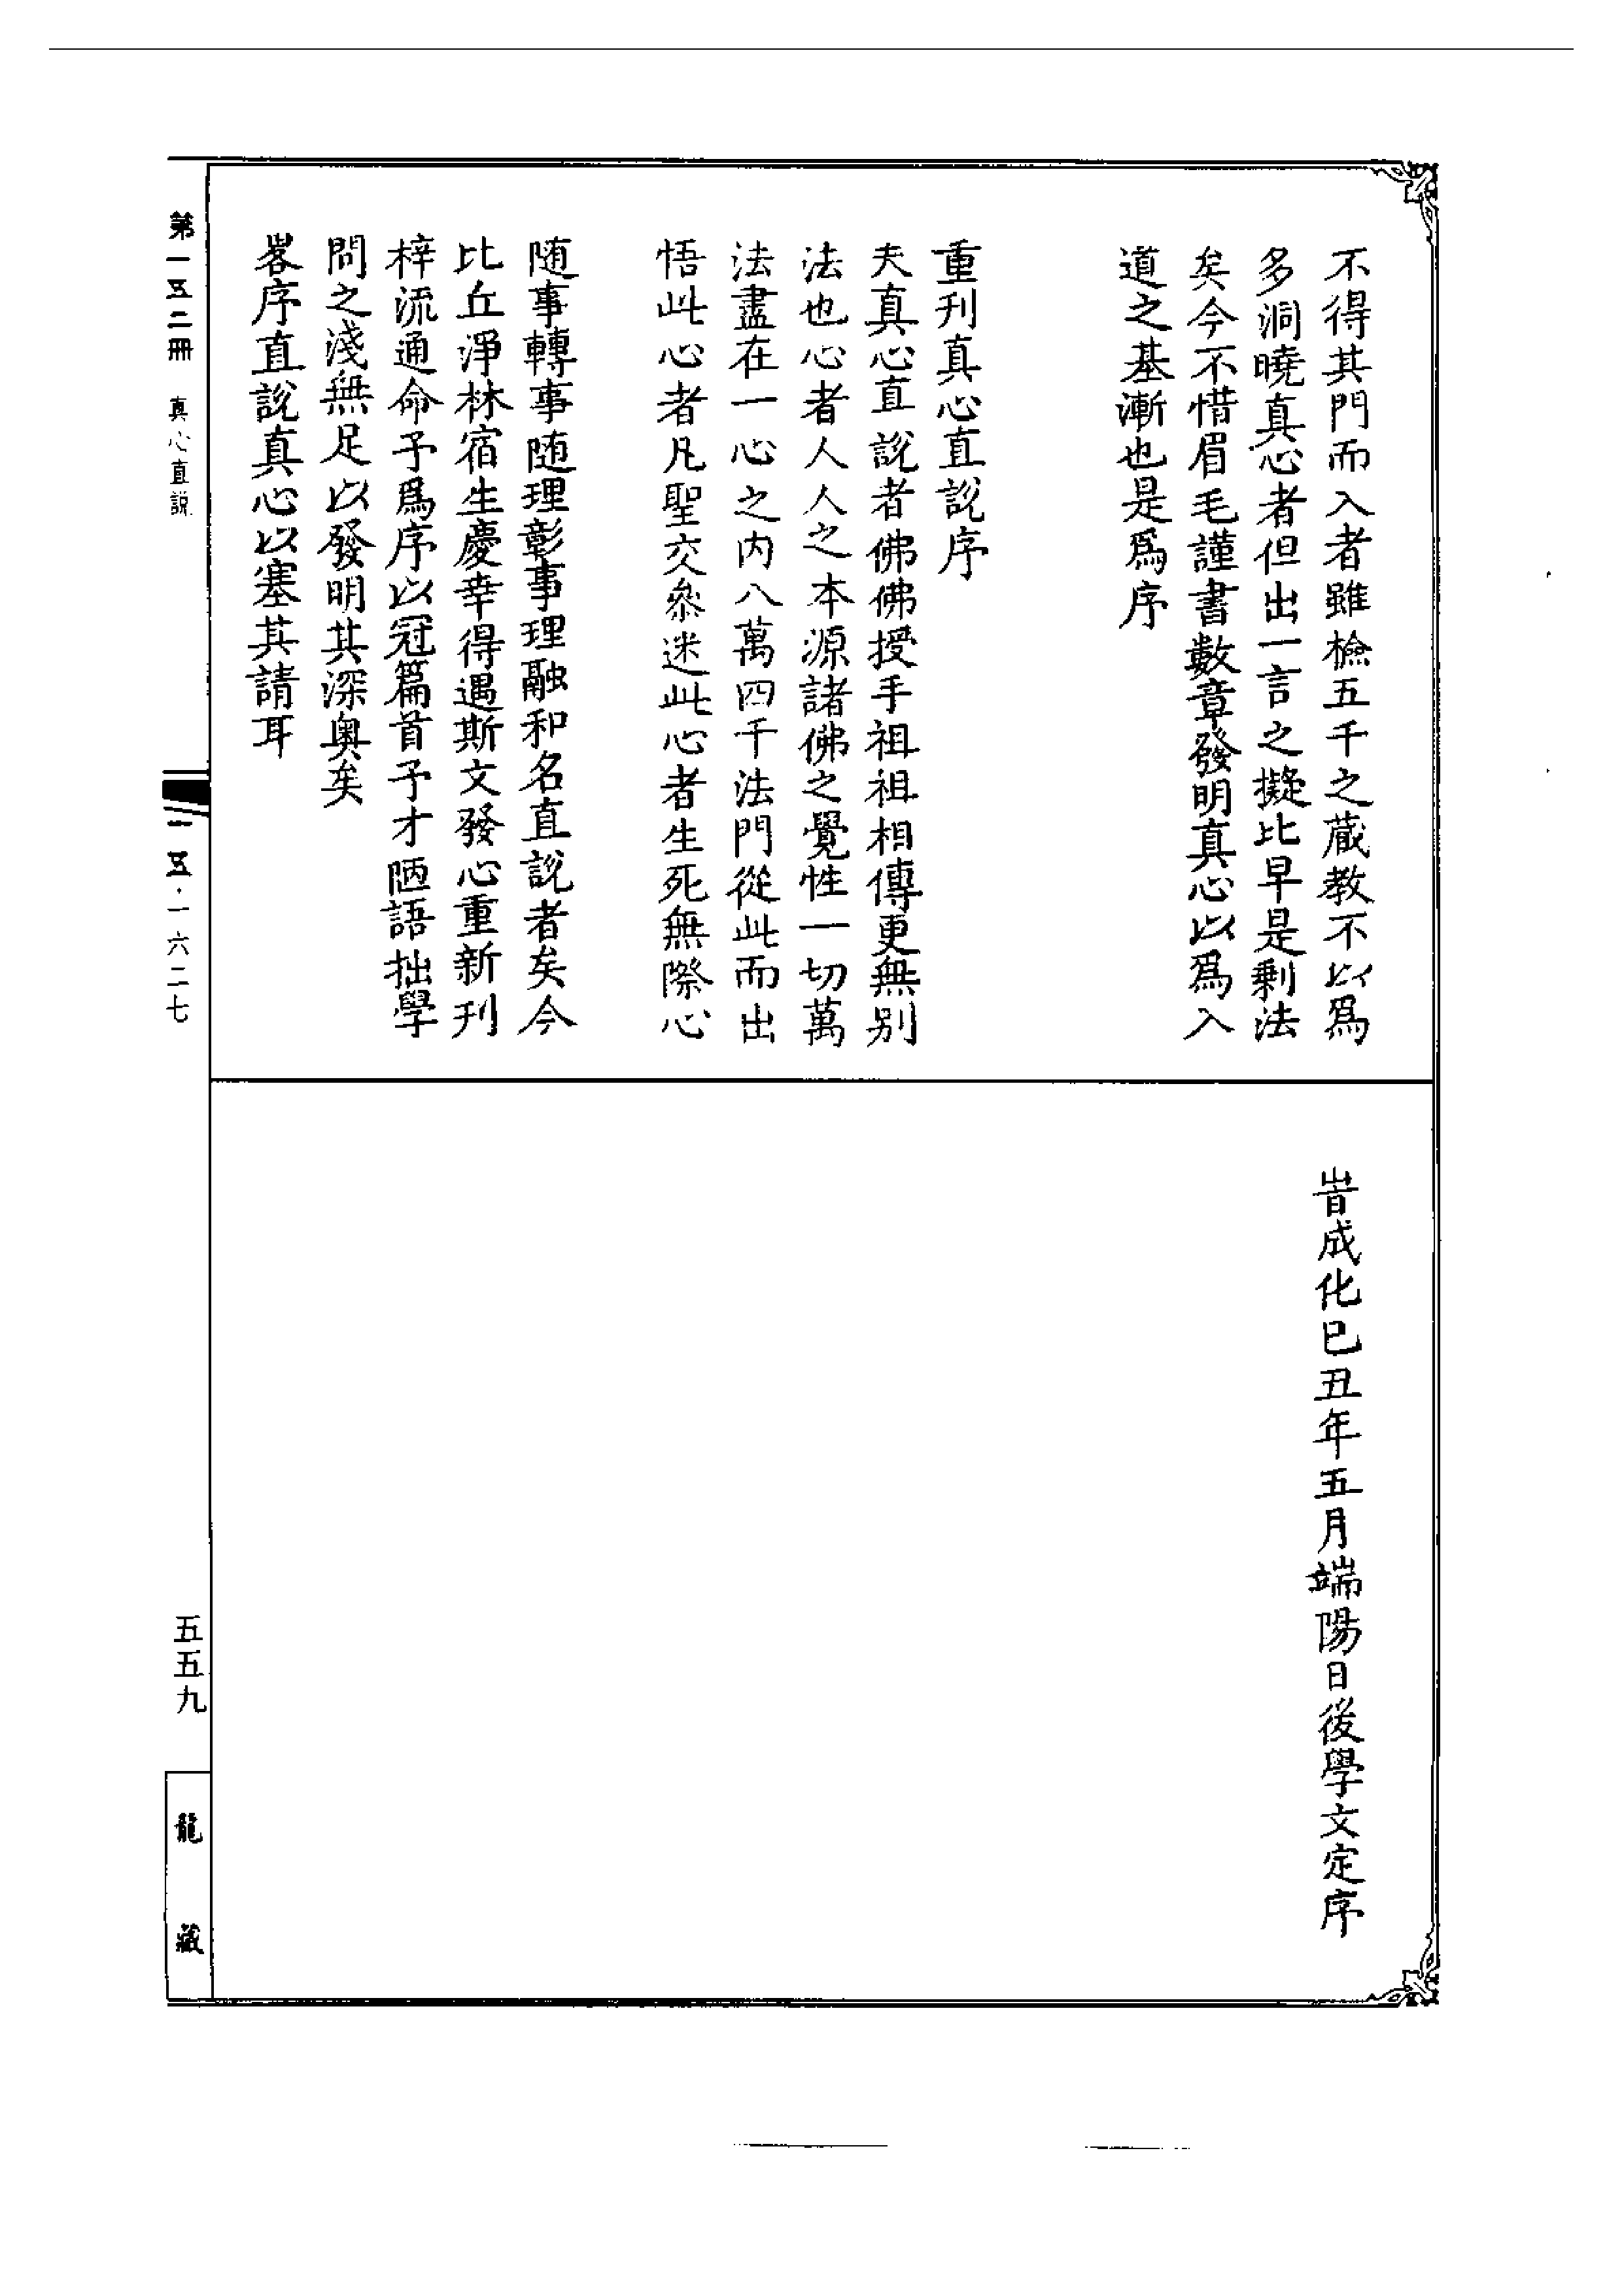 不得其門而入者雖檢五千之蔵教不以爲
多洞曉真心者但出一言之擬比早是剩法
矣今不惜眉毛謹書數章發明真心以爲入
道之基漸也是爲序
重刊真心直說序
夫真心直說者佛佛授手祖祖相傳更無别
法也心者人人之本源諸佛之覺性一切萬
法盡在一心之内八萬四千法門從此而出
悟此心者凡聖交叅迷此心者生死無際心
随事轉事随理彰事理融和名直說者矣今
比丘淨林宿生慶幸得遇斯文發心重新刊
梓流通命予爲序以冠篇首予才陋語拙學
問之淺無足以發明其深奥矣
畧序直說真心以塞其請耳
旹成化已丑年五月端陽日後學文定序
第一五二冊 真心直説
一五·一六二七
五五九
龍藏